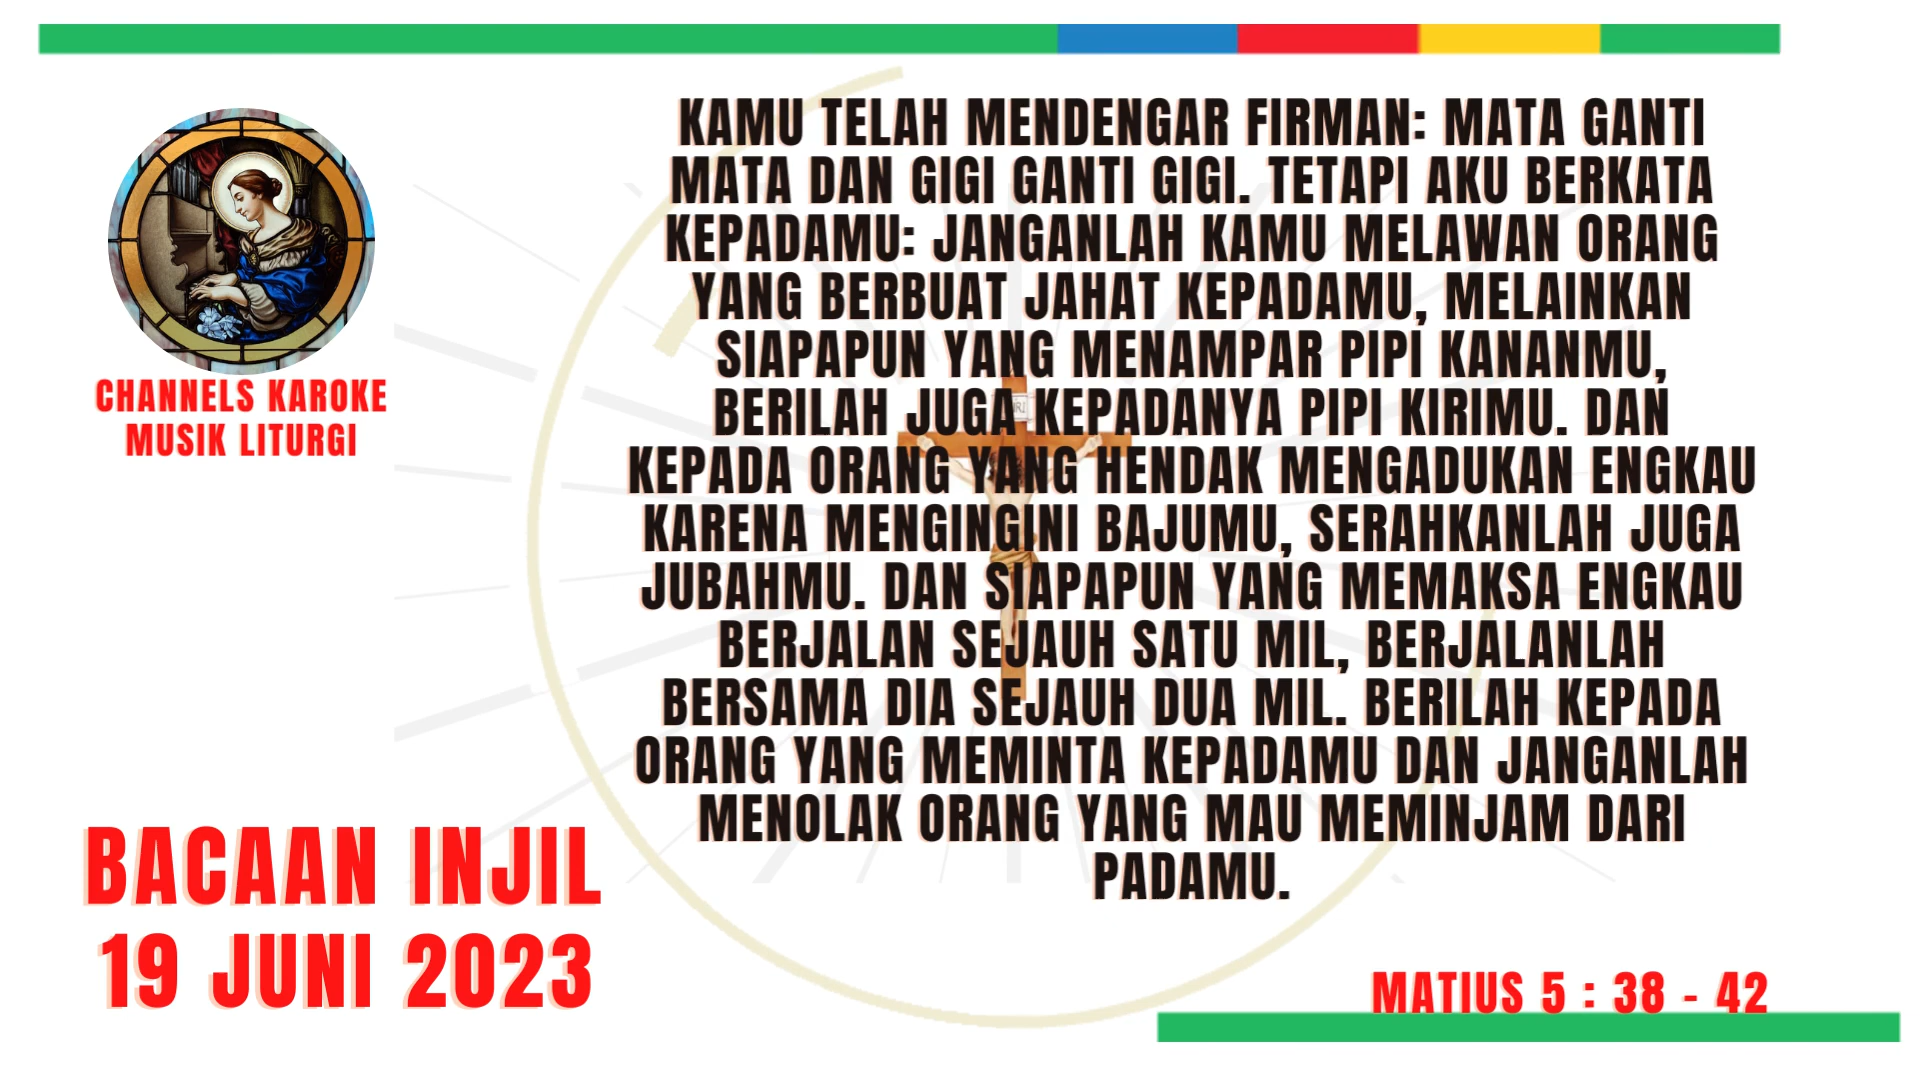 KAMU TELAH MENDENGAR FIRMAN: MATA GANTI
MATA DAN GIGI GANTI GIGI. TETAPI AKU BERKATA
KEPADAMU: JANGANLAH KAMU MELAWAN ORANG
YANG BERBUAT JAHAT KEPADAMU, MELAINKAN
SIAPAPUN YANG MENAMPAR PIPI KANANMU,
BERILAH JUGA KEPADANYA PIPI KIRIMU. DAN
KEPADA ORANG YANG HENDAK MENGADUKAN ENGKAU
KARENA MENGINGINI BAJUMU, SERAHKANLAH JUGA
JUBAHMU. DAN SIAPAPUN YANG MEMAKSA ENGKAU
BERJALAN SEJAUH SATU MIL, BERJALANLAH
BERSAMA DIA SEJAUH DUA MIL. BERILAH KEPADA
ORANG YANG MEMINTA KEPADAMU DAN JANGANLAH
MENOLAK ORANG YANG MAU MEMINJAM DARI
PADAMU.
CHANNELS KAROKE
MUSIK LITURGI
BACAAN INJIL
19 JUNI 2023
MATIUS 5 : 38 - 42